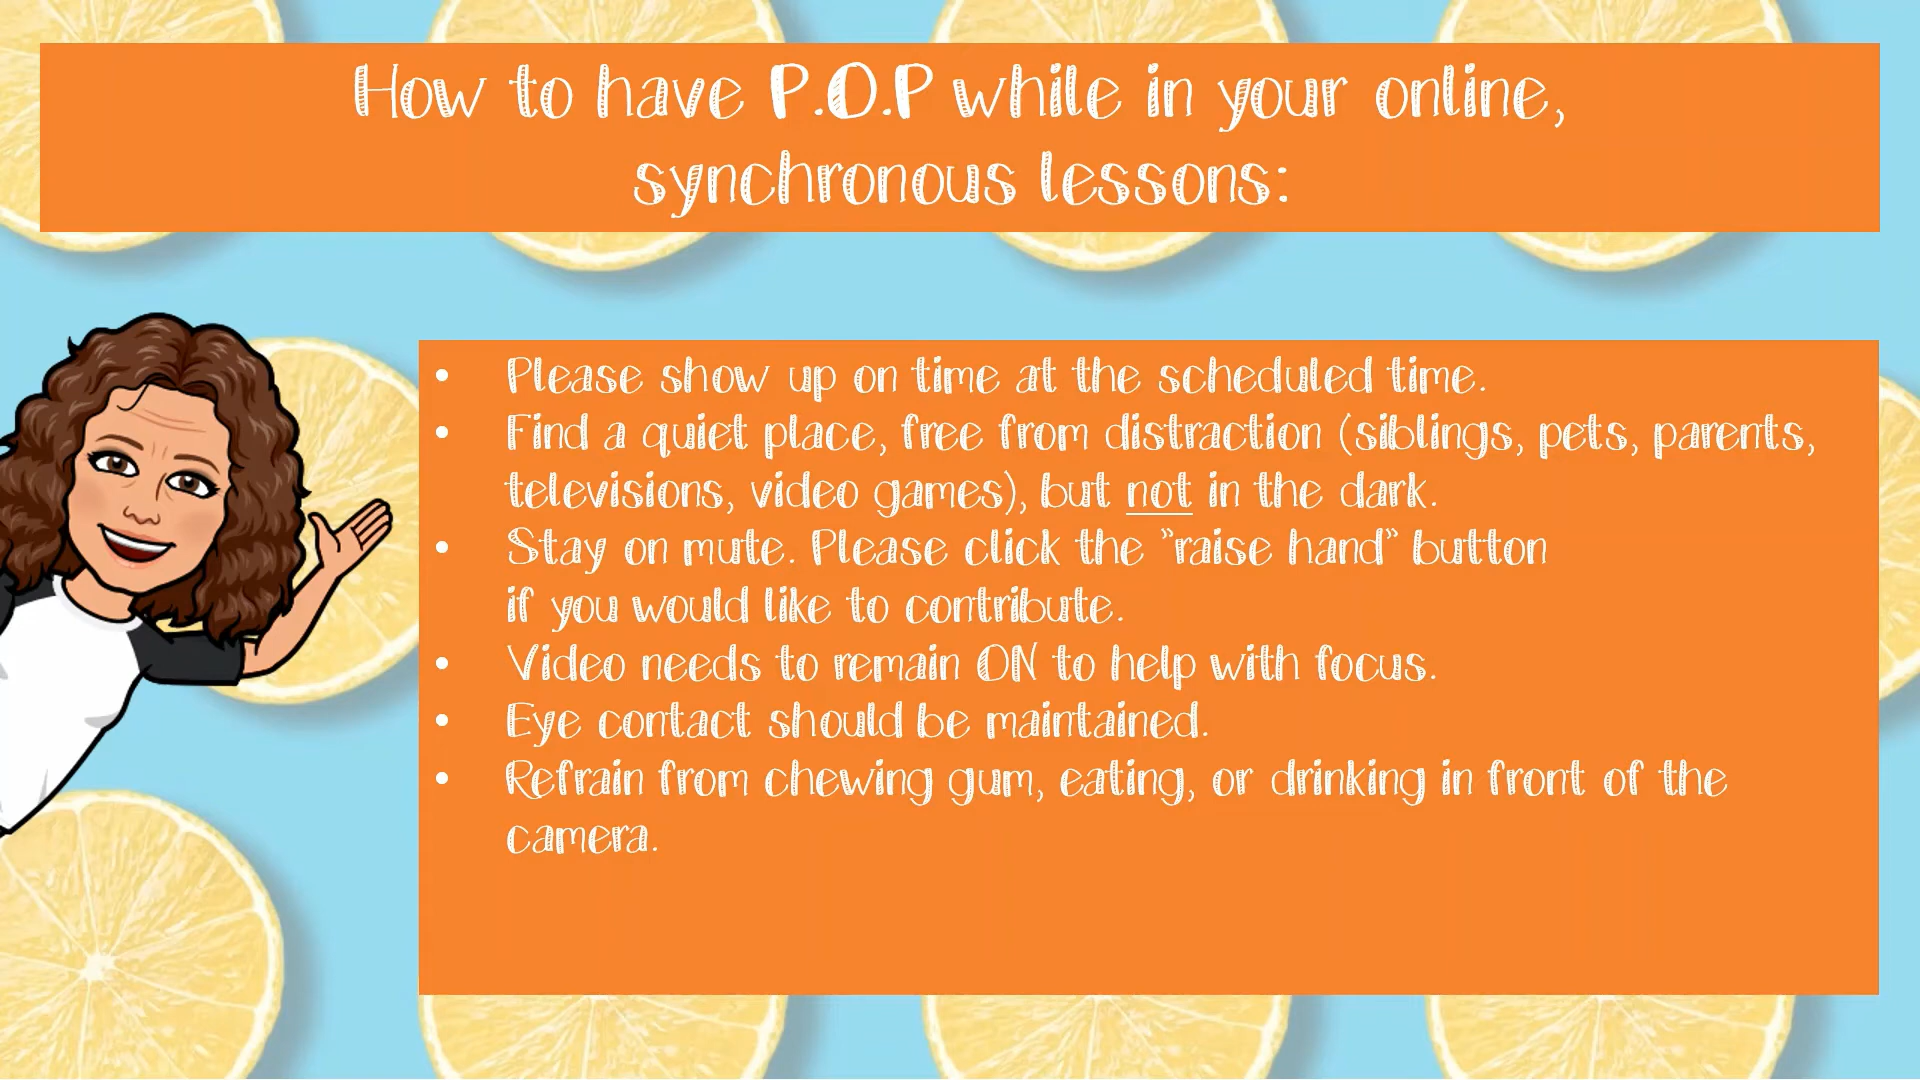 How to have P.O.P while in your online,
synchronous lessons:
• Please show up on time at the scheduled time.
• Find a quiet place, free from distraction (siblings, pets, parents,
televisions, video games), but not in the dark.
• Stay on mute. Please click the "raise hand" button
if you would like to contribute.
• Video needs to remain ON to help with focus.
• Eye contact should be maintained.
• Refrain from chewing gum, eating, or drinking in front of the
camera.